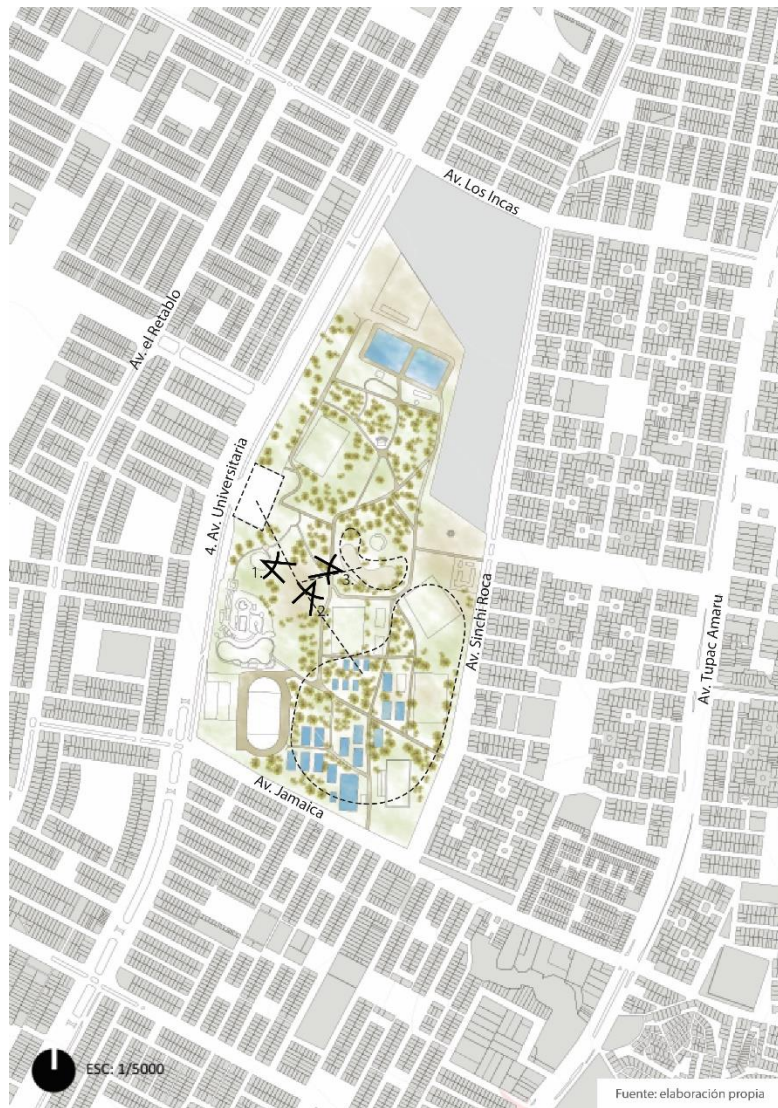 Av. Los Incas
Av. el Retablo
4. Av. Universitaria
1.
3.
2.
Av. Sinchi Roca
Av. Tupac Amaru
Av. Jamaica
ESC: 1/5000
Fuente: elaboración propia